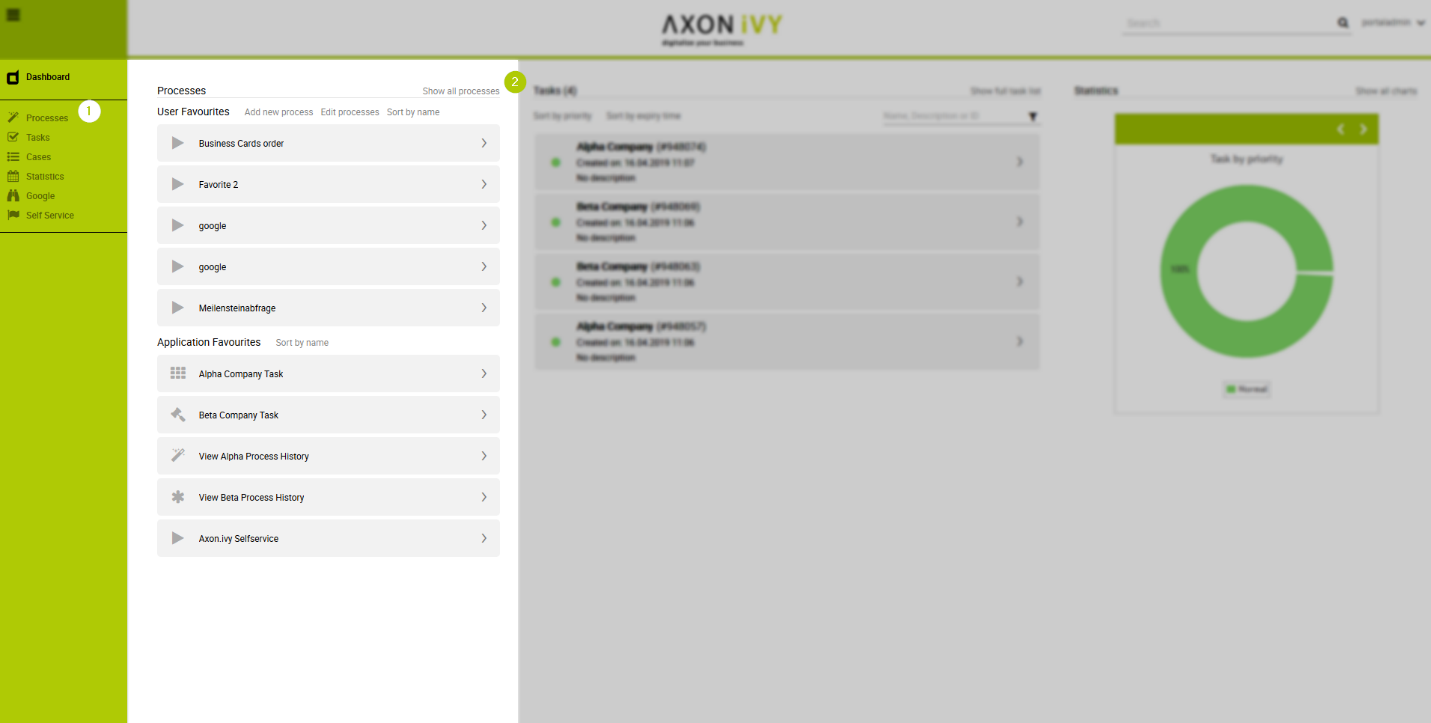 AXON iVY
digitalize your business
Search
portaladmin
Dashboard
1
Processes
Tasks
Cases
Statistics
Google
Self Service
Processes
Show all processes
2
User Favourites
Add new process
Edit processes
Sort by name
Business Cards order
Favorite 2
google
google
Meilensteinabfrage
Application Favourites
Sort by name
Alpha Company Task
Beta Company Task
View Alpha Process History
View Beta Process History
Axon.ivy Selfservice
Tasks (4)
Show full task list
Sort by priority
Sort by expiry time
Name, Description or ID
Alpha Company (#948074)
Created on: 16.04.2019 11:07
No description
Beta Company (#948069)
Created on: 16.04.2019 11:06
No description
Beta Company (#948063)
Created on: 16.04.2019 11:06
No description
Alpha Company (#948057)
Created on: 16.04.2019 11:06
No description
Statistics
Show all charts
Task by priority
100%
Normal